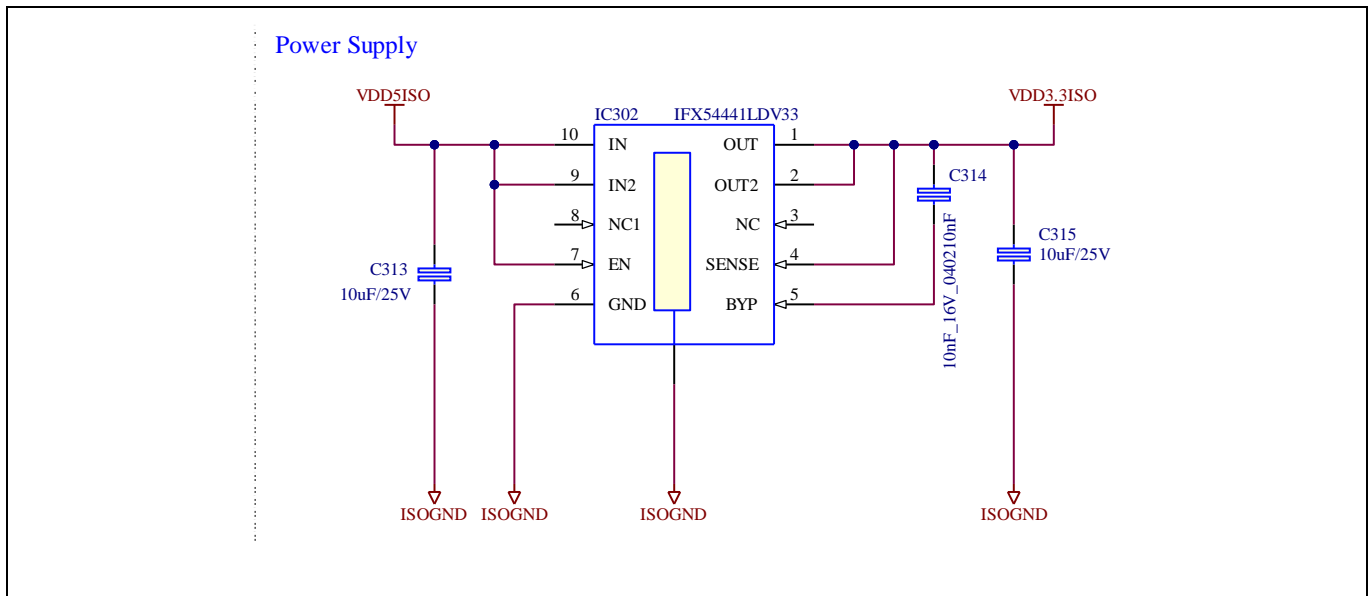 Power Supply
VDD5ISO
VDD3.3ISO
IC302
IFX54441LDV33
10 IN OUT 1
9 IN2 OUT2 2
8 NC1 NC 3
7 EN SENSE 4
6 GND BYP 5
C313
10uF/25V
C314
10nF_16V_040210nF
C315
10uF/25V
ISOGND
ISOGND
ISOGND
ISOGND